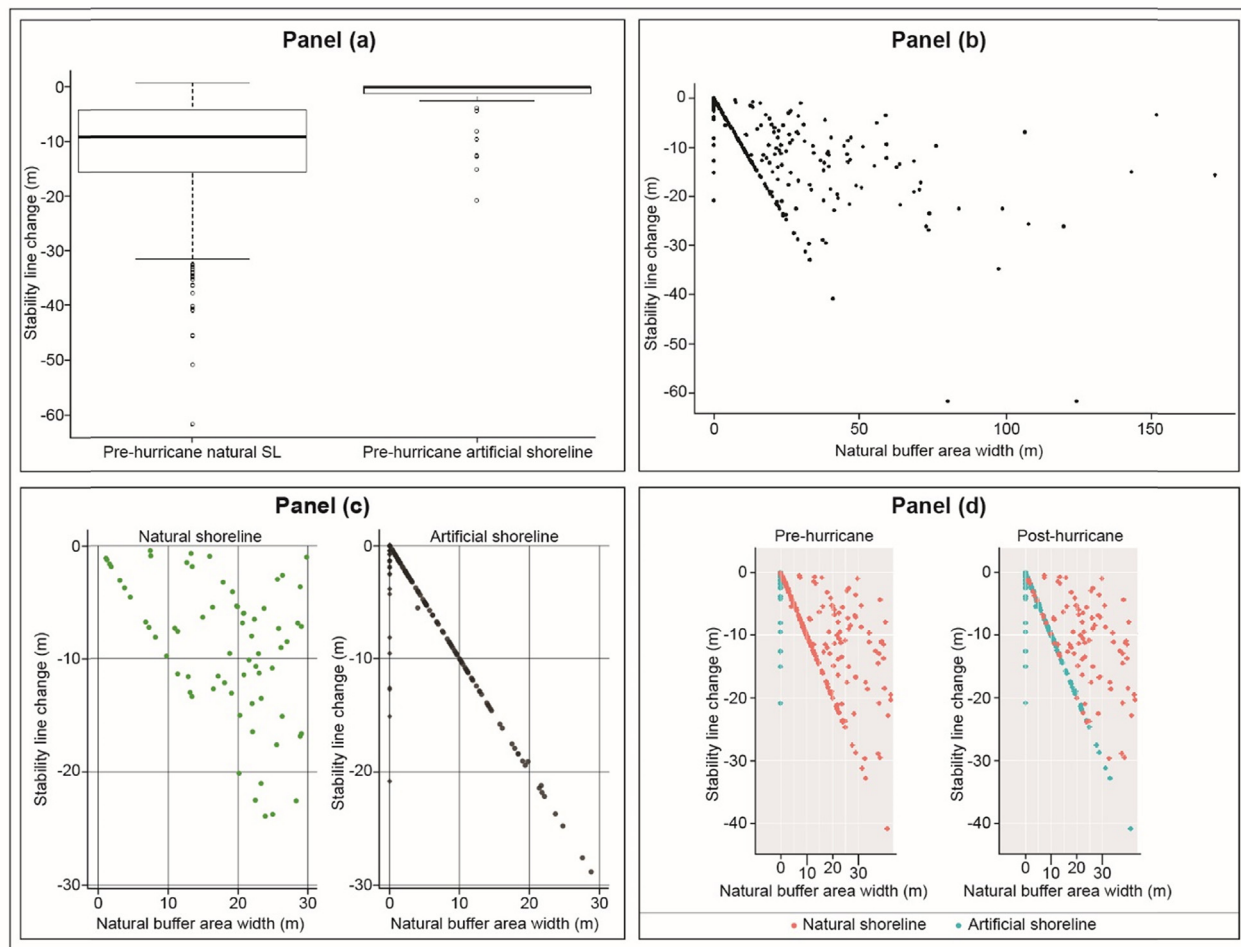 Panel (a)
Stability line change (m)
0
-10
-20
-30
-40
-50
-60
Pre-hurricane natural SL
Pre-hurricane artificial shoreline
Panel (b)
Stability line change (m)
0
-10
-20
-30
-40
-50
-60
0 50 100 150
Natural buffer area width (m)
Panel (c)
Natural shoreline
Stability line change (m)
0
-10
-20
-30
0 10 20 30
Natural buffer area width (m)
Artificial shoreline
Stability line change (m)
0
-10
-20
-30
0 10 20 30
Natural buffer area width (m)
Panel (d)
Pre-hurricane
Stability line change (m)
0
-10
-20
-30
-40
0 10 20 30
Natural buffer area width (m)
Post-hurricane
Stability line change (m)
0
-10
-20
-30
-40
0 10 20 30
Natural buffer area width (m)
Natural shoreline Artificial shoreline